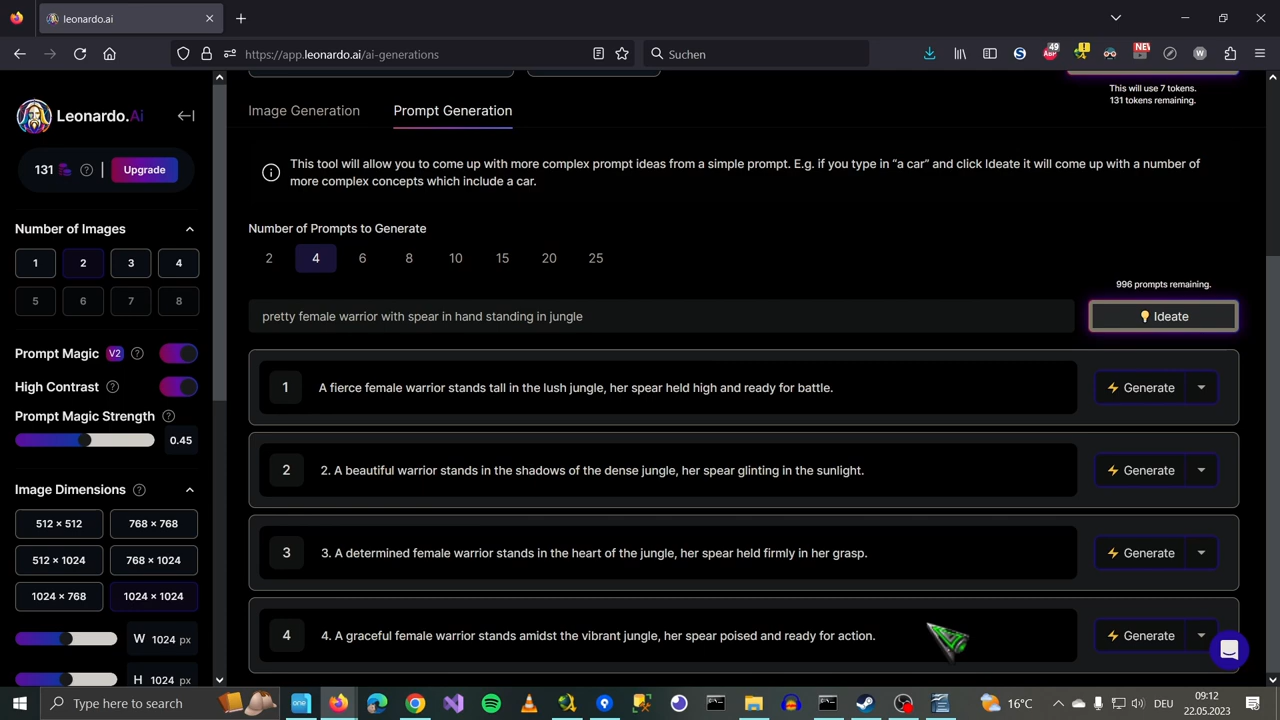 leonardo.ai
https://app.leonardo.ai/ai-generations
Suchen
49
NEW
Leonardo.Ai
131
Upgrade
Number of Images
1 2 3 4
5 6 7 8
Prompt Magic V2
High Contrast
Prompt Magic Strength
0.45
Image Dimensions
512 × 512 768 × 768
512 × 1024 768 × 1024
1024 × 768 1024 × 1024
W 1024 px
H 1024 px
This will use 7 tokens.
131 tokens remaining.
Image Generation Prompt Generation
This tool will allow you to come up with more complex prompt ideas from a simple prompt. E.g. if you type in “a car” and click Ideate it will come up with a number of
more complex concepts which include a car.
Number of Prompts to Generate
2 4 6 8 10 15 20 25
996 prompts remaining.
pretty female warrior with spear in hand standing in jungle
Ideate
1 A fierce female warrior stands tall in the lush jungle, her spear held high and ready for battle. Generate
2 2. A beautiful warrior stands in the shadows of the dense jungle, her spear glinting in the sunlight. Generate
3 3. A determined female warrior stands in the heart of the jungle, her spear held firmly in her grasp. Generate
4 4. A graceful female warrior stands amidst the vibrant jungle, her spear poised and ready for action. Generate
Type here to search
one
16°C
DEU
09:12
22.05.2023